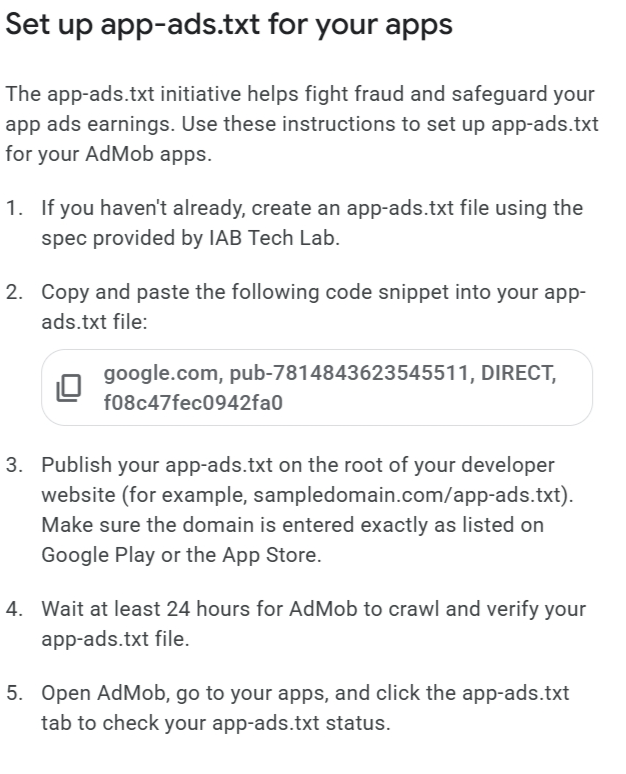 Set up app-ads.txt for your apps
The app-ads.txt initiative helps fight fraud and safeguard your
app ads earnings. Use these instructions to set up app-ads.txt
for your AdMob apps.
1. If you haven't already, create an app-ads.txt file using the
spec provided by IAB Tech Lab.
2. Copy and paste the following code snippet into your app-
ads.txt file:
google.com, pub-7814843623545511, DIRECT,
f08c47fec0942fa0
3. Publish your app-ads.txt on the root of your developer
website (for example, sampledomain.com/app-ads.txt).
Make sure the domain is entered exactly as listed on
Google Play or the App Store.
4. Wait at least 24 hours for AdMob to crawl and verify your
app-ads.txt file.
5. Open AdMob, go to your apps, and click the app-ads.txt
tab to check your app-ads.txt status.